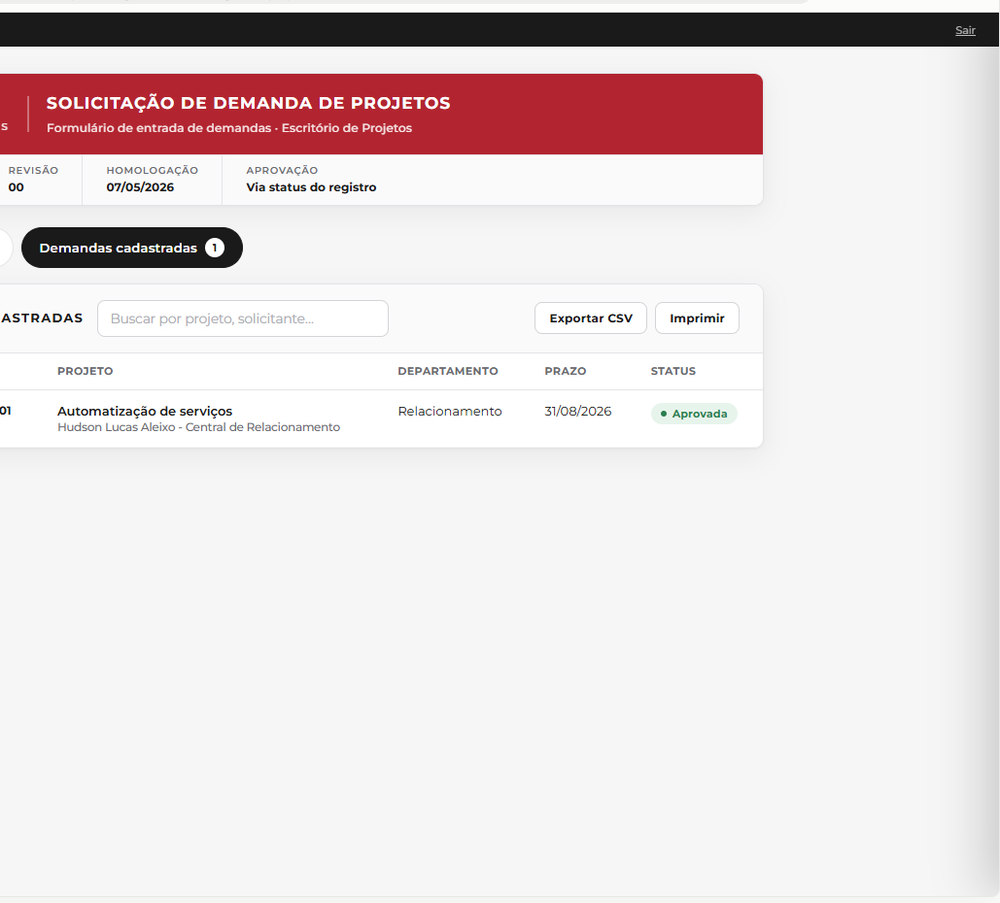 Sair
SOLICITAÇÃO DE DEMANDA DE PROJETOS
S
Formulário de entrada de demandas · Escritório de Projetos
REVISÃO
HOMOLOGAÇÃO
APROVAÇÃO
00
07/05/2026
Via status do registro
Demandas cadastradas 1
ASTRADAS
Buscar por projeto, solicitante...
Exportar CSV
Imprimir
PROJETO
DEPARTAMENTO
PRAZO
STATUS
01
Automatização de serviços
Relacionamento
31/08/2026
Aprovada
Hudson Lucas Aleixo - Central de Relacionamento